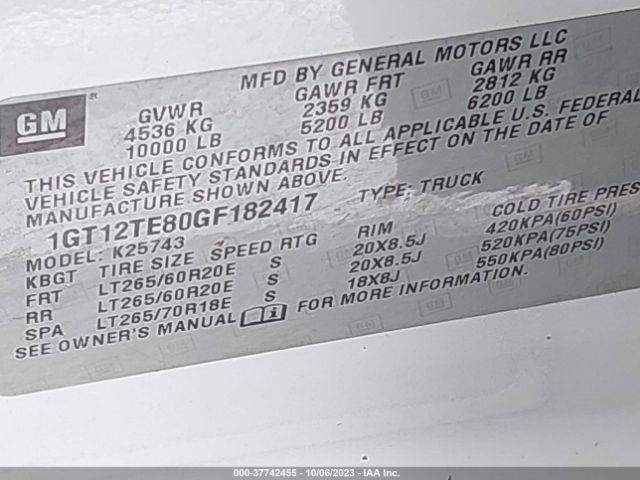 MFD BY GENERAL MOTORS LLC
GM
GVWR GAWR FRT GAWR RR
4536 KG 2359 KG 2812 KG
10000 LB 5200 LB 6200 LB
THIS VEHICLE CONFORMS TO ALL APPLICABLE U.S. FEDERAL
VEHICLE SAFETY STANDARDS IN EFFECT ON THE DATE OF
MANUFACTURE SHOWN ABOVE.
1GT12TE80GF182417 TYPE: TRUCK
MODEL: K25743
KBGT TIRE SIZE SPEED RTG RIM COLD TIRE PRES
FRT LT265/60R20E S 20X8.5J 420KPA(60PSI)
RR LT265/60R20E S 20X8.5J 520KPA(75PSI)
SPA LT265/70R18E S 18X8J 550KPA(80PSI)
SEE OWNER'S MANUAL i FOR MORE INFORMATION.
000-37742455 - 10/06/2023 - IAA Inc.